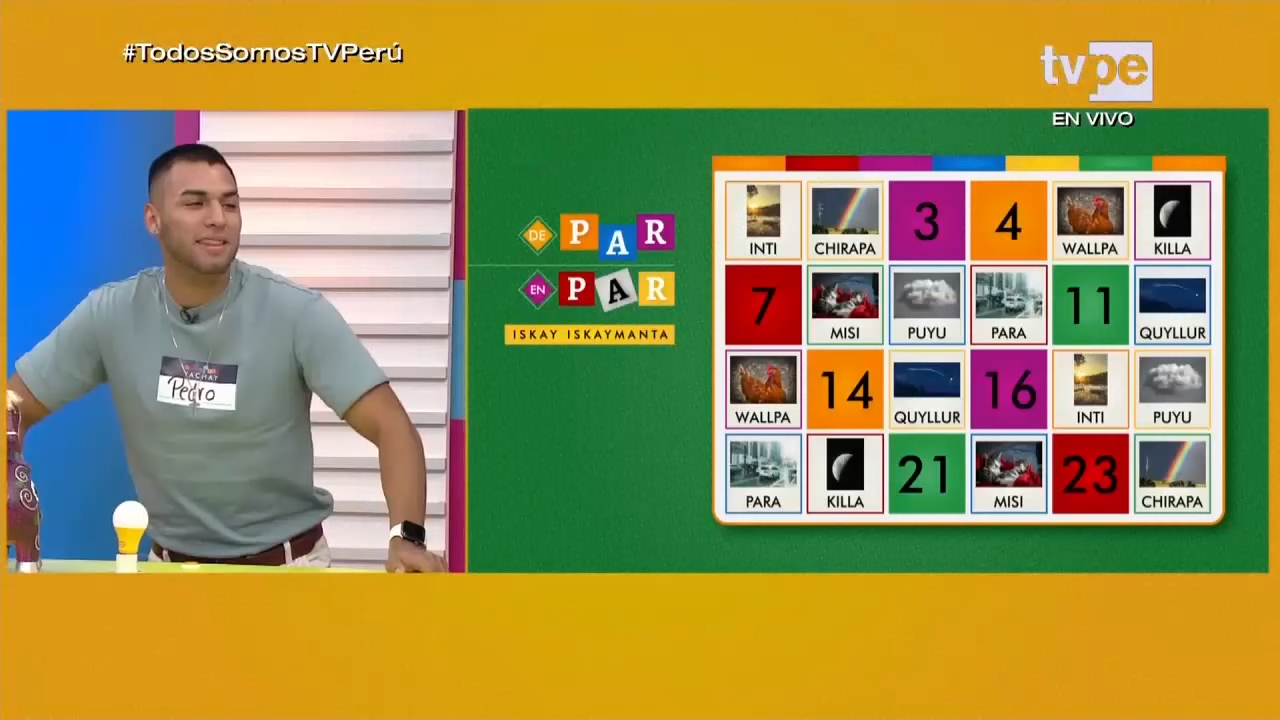 #TodosSomosTVPerú
tvpe
EN VIVO
YACHAY
Pedro
DE PAR
EN PAR
ISKAY ISKAYMANTA
INTI CHIRAPA 3 4 WALLPA KILLA
7 MISI PUYU PARA 11 QUYLLUR
WALLPA 14 QUYLLUR 16 INTI PUYU
PARA KILLA 21 MISI 23 CHIRAPA